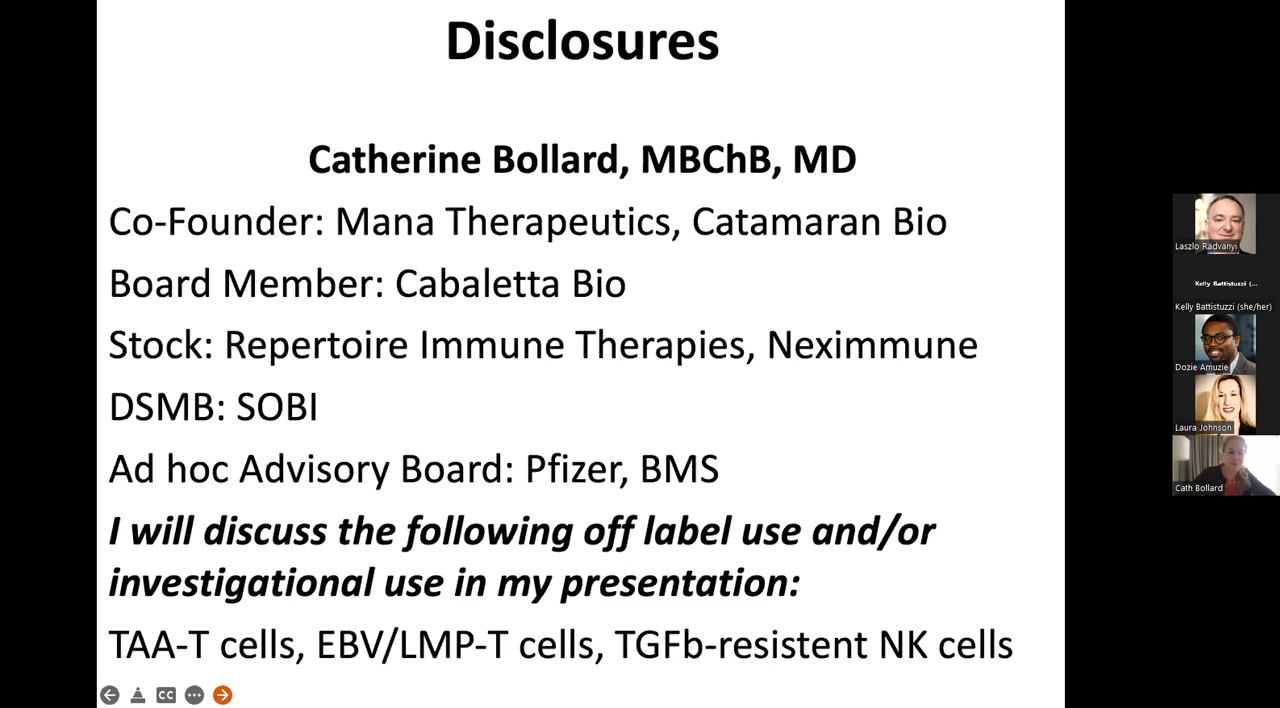 Disclosures
Catherine Bollard, MBChB, MD
Co-Founder: Mana Therapeutics, Catamaran Bio
Board Member: Cabaletta Bio
Stock: Repertoire Immune Therapies, Neximmune
DSMB: SOBI
Ad hoc Advisory Board: Pfizer, BMS
I will discuss the following off label use and/or
investigational use in my presentation:
TAA-T cells, EBV/LMP-T cells, TGFb-resistent NK cells
CC
Laszlo Radvanyi
Kelly Battistuzzi (...
Kelly Battistuzzi (she/her)
Dozie Amuzie
Laura Johnson
Cath Bollard